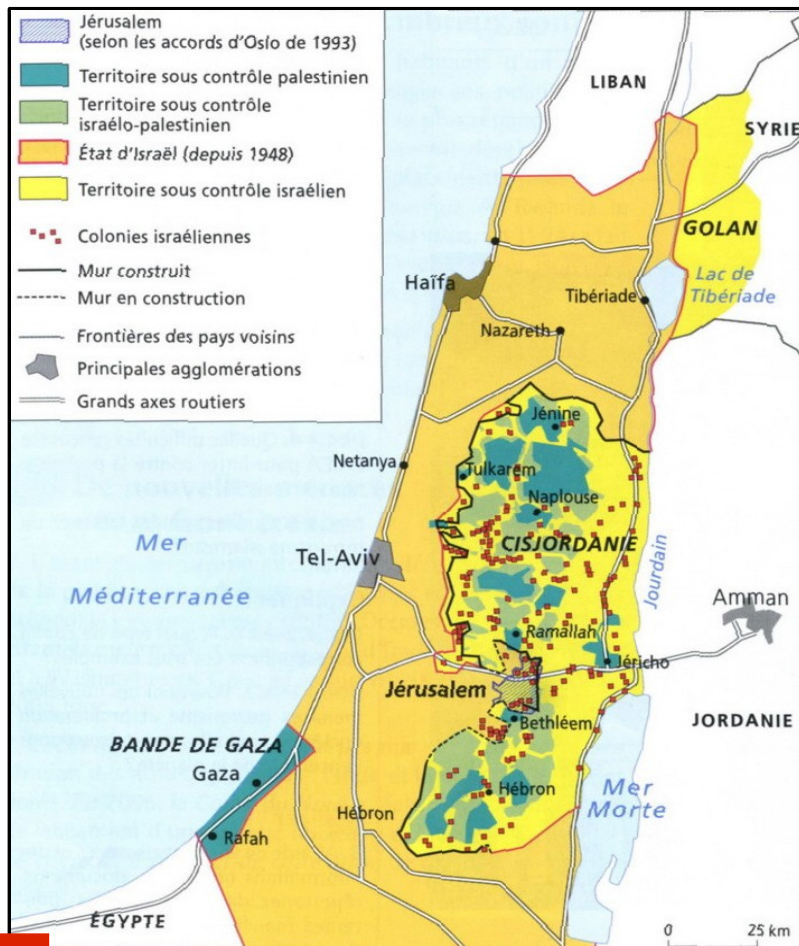 Jérusalem
(selon les accords d'Oslo de 1993)
Territoire sous contrôle palestinien
Territoire sous contrôle
israélo-palestinien
État d'Israël (depuis 1948)
Territoire sous contrôle israélien
Colonies israéliennes
Mur construit
Mur en construction
Frontières des pays voisins
Principales agglomérations
Grands axes routiers
LIBAN
SYRIE
GOLAN
Lac de
Tibériade
Haïfa
Tibériade
Nazareth
Jénine
Netanya
Tulkarem
Naplouse
Mer
Méditerranée
CISJORDANIE
Tel-Aviv
Jourdain
Amman
Ramallah
Jéricho
Jérusalem
Bethléem
JORDANIE
BANDE DE GAZA
Gaza
Mer
Morte
Hébron
Hébron
Rafah
ÉGYPTE
0 25 km